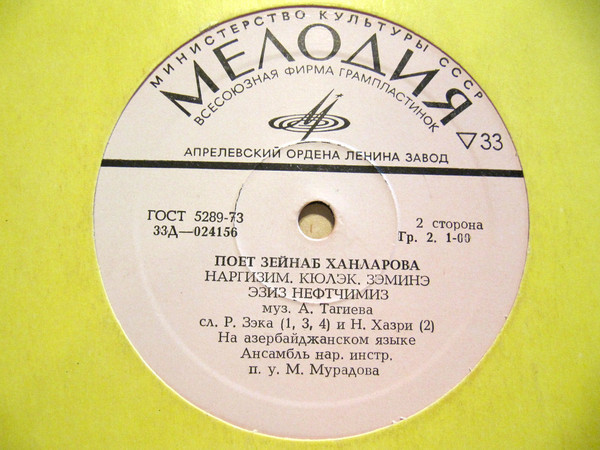 МИНИСТЕРСТВО КУЛЬТУРЫ СССР
МЕЛОДИЯ
ВСЕСОЮЗНАЯ ФИРМА ГРАМПЛАСТИНОК
▽33
АПРЕЛЕВСКИЙ ОРДЕНА ЛЕНИНА ЗАВОД
ГОСТ 5289-73
33Д—024156
2 сторона
Гр. 2. 1-00
ПОЕТ ЗЕЙНАБ ХАНЛАРОВА
НАРГИЗИМ. КЮЛЭК. ЗЭМИНЭ
ЭЗИЗ НЕФТЧИМИЗ
муз. А. Тагиева
сл. Р. Зэка (1, 3, 4) и Н. Хазри (2)
На азербайджанском языке
Ансамбль нар. инстр.
п. у. М. Мурадова